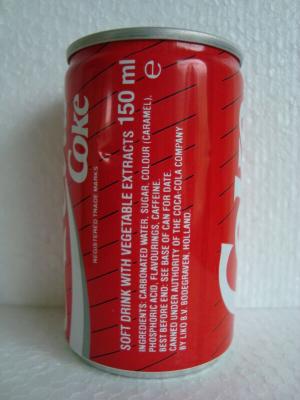 Coke
REGISTERED TRADE MARKS
SOFT DRINK WITH VEGETABLE EXTRACTS 150 ml e
INGREDIENTS: CARBONATED WATER, SUGAR, COLOUR (CARAMEL),
PHOSPHORIC ACID, FLAVOURINGS, CAFFEINE.
BEST BEFORE END: SEE BASE OF CAN FOR DATE.
CANNED UNDER AUTHORITY OF THE COCA-COLA COMPANY
BY LIKO B.V. BODEGRAVEN, HOLLAND.